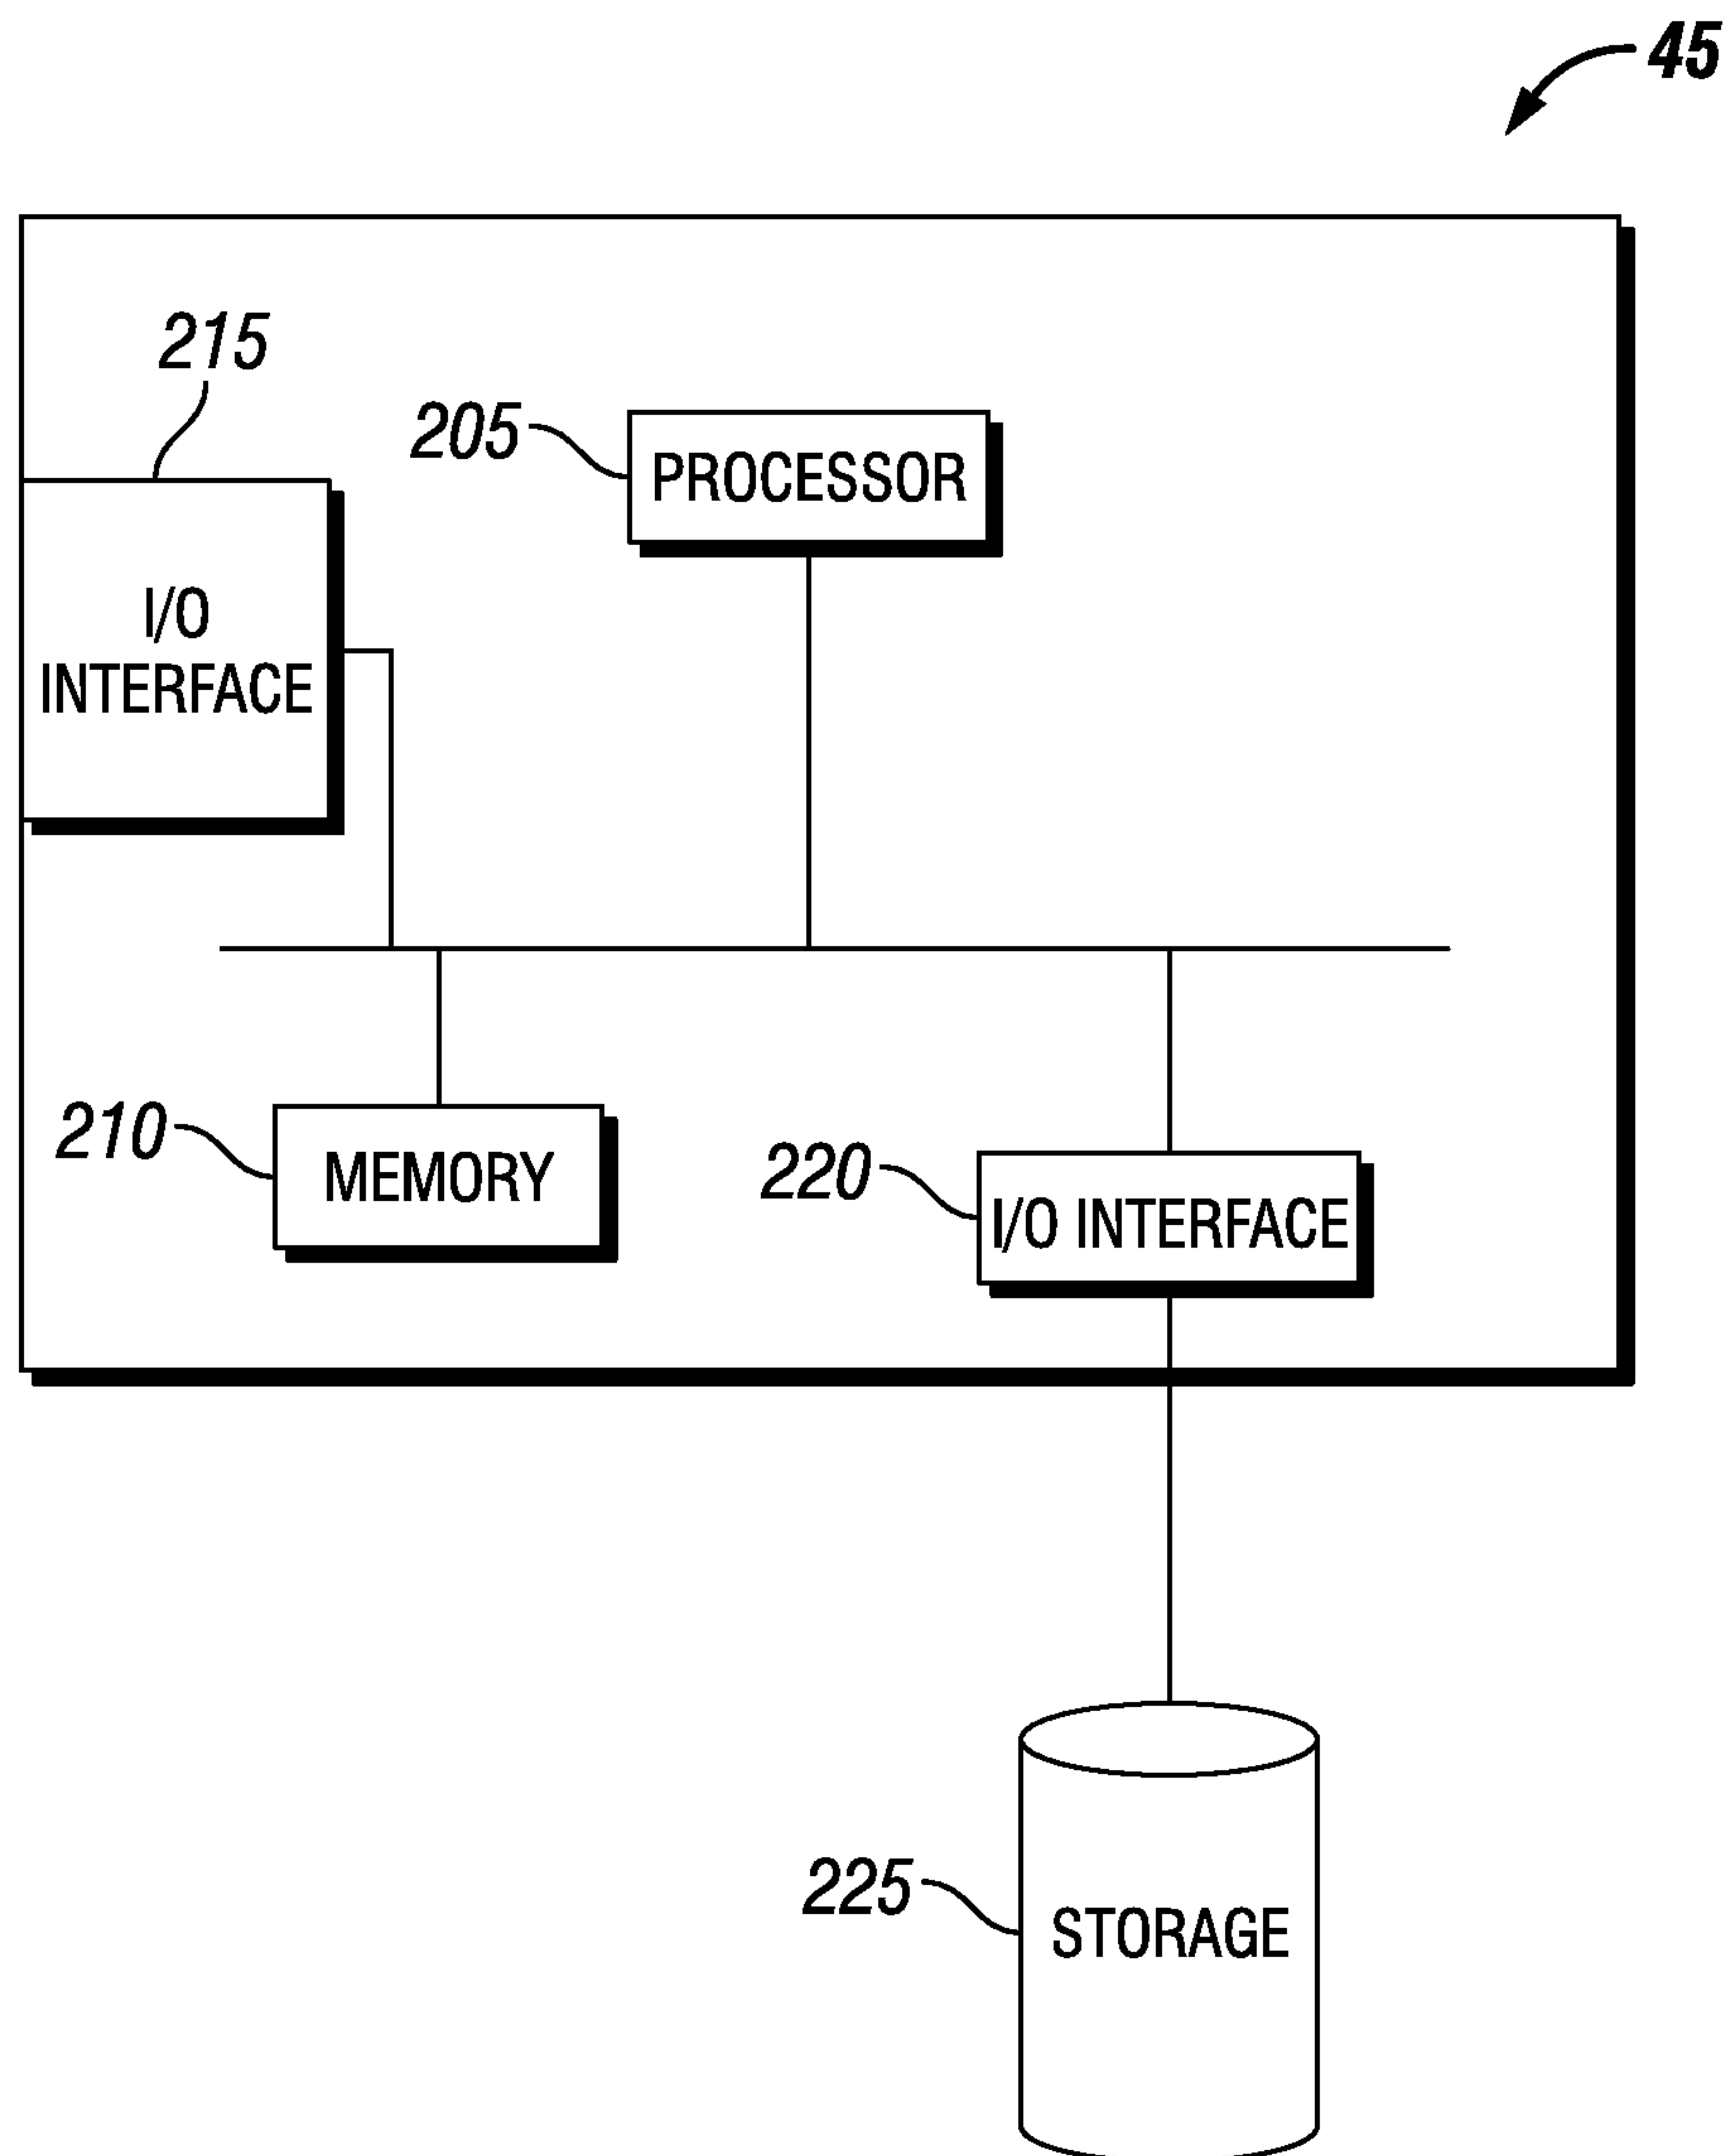 45
215
205
PROCESSOR
I/O
INTERFACE
210
MEMORY
220
I/O INTERFACE
225
STORAGE